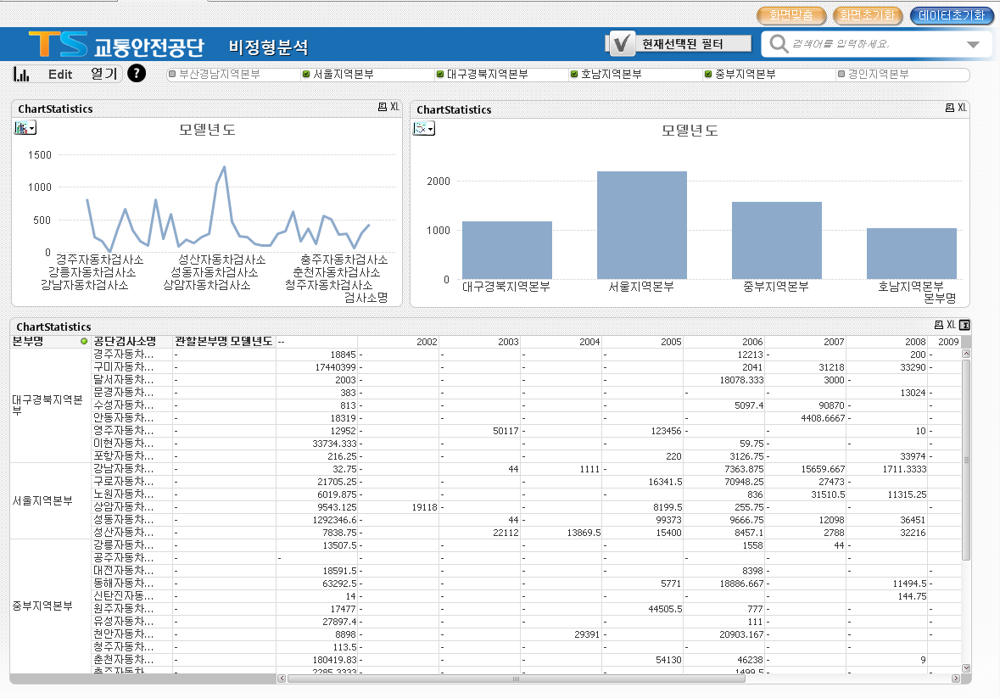 화면맞춤 화면초기화 데이터초기화
TS 교통안전공단 비정형분석 현재선택된 필터 검색어를 입력하세요.
Edit 열기 ? 부산경남지역본부 서울지역본부 대구경북지역본부 호남지역본부 중부지역본부 경인지역본부
ChartStatistics XL
모델년도
1500
1000
500
0
경주자동차검사소 성산자동차검사소 충주자동차검사소
강릉자동차검사소 성동자동차검사소 춘천자동차검사소
강남자동차검사소 상암자동차검사소 청주자동차검사소
검사소명
ChartStatistics XL
모델년도
2000
1000
0
대구경북지역본부 서울지역본부 중부지역본부 호남지역본부
본부명
ChartStatistics XL
본부명 공단검사소명 관할본부명 모델년도 -- 2002 2003 2004 2005 2006 2007 2008 2009
경주자동차... - 18845 - - - - 12213 - 200 -
구미자동차... - 17440399 - - - - 2041 31218 33290 -
달서자동차... - 2003 - - - - 18078.333 3000 -
문경자동차... - 383 - - - - - - 13024 -
대구경북지역본
부
수성자동차... - 813 - - - - 5097.4 90870 -
안동자동차... - 18319 - - - - - 4408.6667 -
영주자동차... - 12952 - 50117 - 123456 - - 10 -
이현자동차... - 33734.333 - - - - 59.75 - - -
포항자동차... - 216.25 - - - 220 3126.75 - 33974 -
서울지역본부
강남자동차... - 32.75 - 44 1111 - 7363.875 15659.667 1711.3333
구로자동차... - 21705.25 - - - 16341.5 70948.25 27473 -
노원자동차... - 6019.875 - - - - 836 31510.5 11315.25
상암자동차... - 9543.125 19118 - - 8199.5 255.75 - - -
성동자동차... - 1292346.6 - 44 - 99373 9666.75 12098 36451
성산자동차... - 7838.75 - 22112 13869.5 15400 8457.1 2788 32216
중부지역본부
강릉자동차... - 13507.5 - - - - 1558 44 -
공주자동차... - - - - - - - -
대전자동차... - 18591.5 - - - - 8398 - - -
동해자동차... - 63292.5 - - - 5771 18886.667 - 11494.5 -
신탄진자동... - 14 - - - - - - 144.75
원주자동차... - 17477 - - - 44505.5 777 - - -
유성자동차... - 27897.4 - - - - 111 - - -
천안자동차... - 8898 - - 29391 - 20903.167 - - -
청주자동차... - 113.5 - - - - - - - -
춘천자동차... - 180419.83 - - - 54130 46238 - 9
충주자동차... - 2285.3333 - - - - 1499.5 - - -